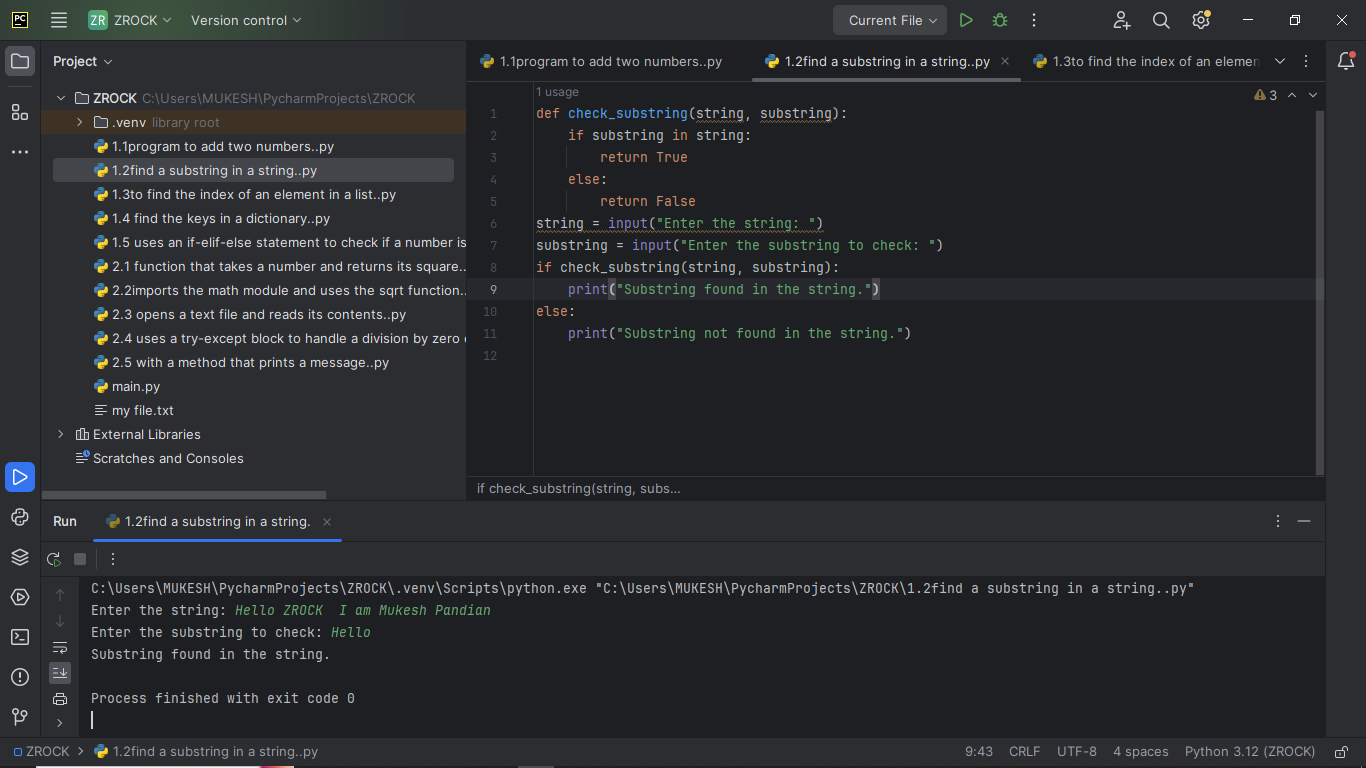 PC
ZR ZROCK Version control Current File
Project
ZROCK C:\Users\MUKESH\PycharmProjects\ZROCK
.venv library root
1.1program to add two numbers..py
1.2find a substring in a string..py
1.3to find the index of an element in a list..py
1.4 find the keys in a dictionary..py
1.5 uses an if-elif-else statement to check if a number is
2.1 function that takes a number and returns its square..
2.2imports the math module and uses the sqrt function..
2.3 opens a text file and reads its contents..py
2.4 uses a try-except block to handle a division by zero
2.5 with a method that prints a message..py
main.py
my file.txt
External Libraries
Scratches and Consoles
1.1program to add two numbers..py 1.2find a substring in a string..py 1.3to find the index of an elemen
1 usage
3
1 def check_substring(string, substring):
2     if substring in string:
3         return True
4     else:
5         return False
6 string = input("Enter the string: ")
7 substring = input("Enter the substring to check: ")
8 if check_substring(string, substring):
9     print("Substring found in the string.")
10 else:
11     print("Substring not found in the string.")
12
if check_substring(string, subs...
Run 1.2find a substring in a string.
C:\Users\MUKESH\PycharmProjects\ZROCK\.venv\Scripts\python.exe "C:\Users\MUKESH\PycharmProjects\ZROCK\1.2find a substring in a string..py"
Enter the string: Hello ZROCK  I am Mukesh Pandian
Enter the substring to check: Hello
Substring found in the string.
Process finished with exit code 0
ZROCK 1.2find a substring in a string..py 9:43 CRLF UTF-8 4 spaces Python 3.12 (ZROCK)